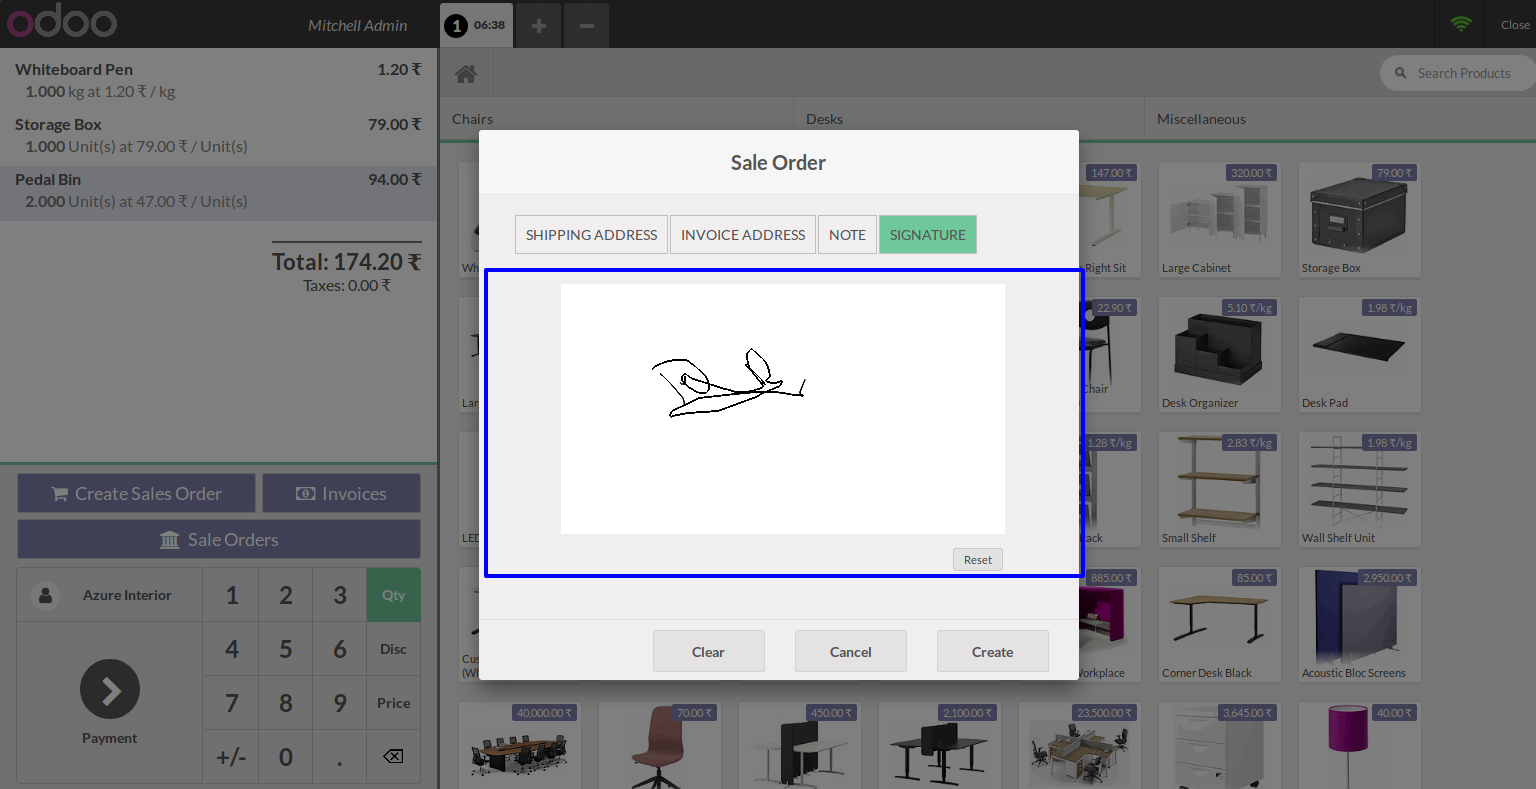 odoo
Mitchell Admin
1 06:38
Close
Whiteboard Pen 1.20 ₹
1.000 kg at 1.20 ₹ / kg
Storage Box 79.00 ₹
1.000 Unit(s) at 79.00 ₹ / Unit(s)
Pedal Bin 94.00 ₹
2.000 Unit(s) at 47.00 ₹ / Unit(s)
Total: 174.20 ₹
Taxes: 0.00 ₹
Create Sales Order
Invoices
Sale Orders
Azure Interior
1 2 3 Qty
4 5 6 Disc
7 8 9 Price
+/- 0 .
Payment
Search Products
Chairs Desks Miscellaneous
Sale Order
SHIPPING ADDRESS INVOICE ADDRESS NOTE SIGNATURE
Reset
Clear Cancel Create
147.00 ₹ 320.00 ₹ 79.00 ₹
Right Sit Large Cabinet Storage Box
22.90 ₹ 5.10 ₹/kg 1.98 ₹/kg
Chair Desk Organizer Desk Pad
1.28 ₹/kg 2.83 ₹/kg 1.98 ₹/kg
LED
Small Shelf Wall Shelf Unit
885.00 ₹ 85.00 ₹ 2,950.00 ₹
Corner Desk Black Acoustic Bloc Screens
40,000.00 ₹ 70.00 ₹ 450.00 ₹ 2,100.00 ₹ 23,500.00 ₹ 3,645.00 ₹ 40.00 ₹